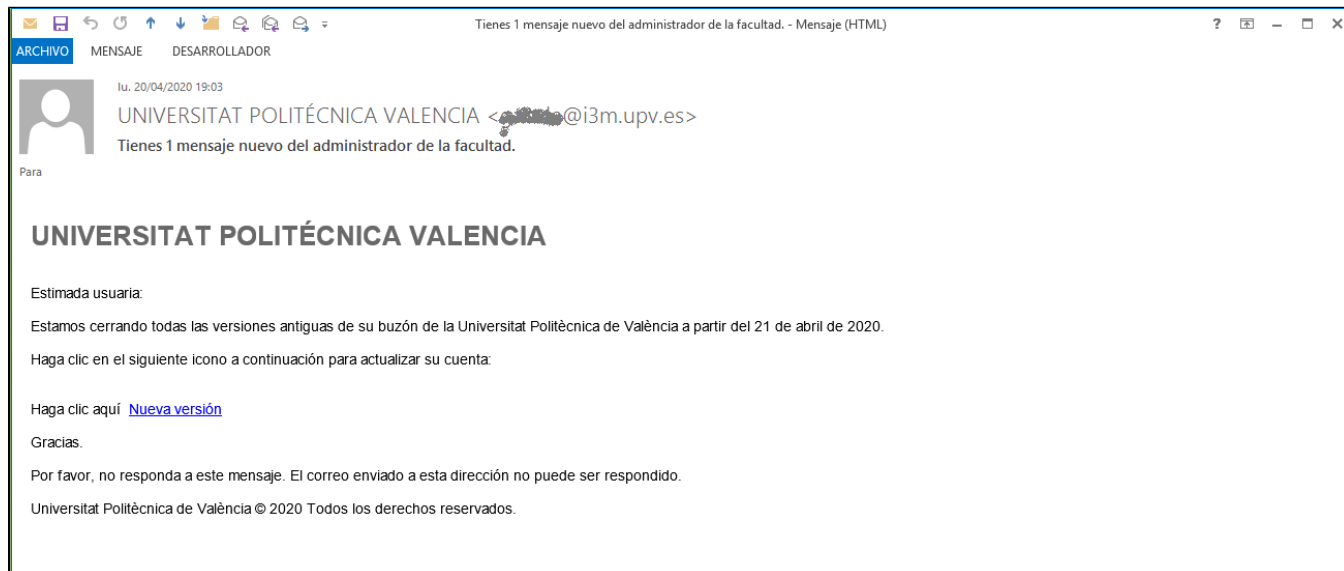 Tienes 1 mensaje nuevo del administrador de la facultad. - Mensaje (HTML)
ARCHIVO MENSAJE DESARROLLADOR
lu. 20/04/2020 19:03
UNIVERSITAT POLITÉCNICA VALENCIA < @i3m.upv.es>
Tienes 1 mensaje nuevo del administrador de la facultad.
Para
UNIVERSITAT POLITÉCNICA VALENCIA
Estimada usuaria:
Estamos cerrando todas las versiones antiguas de su buzón de la Universitat Politècnica de València a partir del 21 de abril de 2020.
Haga clic en el siguiente icono a continuación para actualizar su cuenta:
Haga clic aquí Nueva versión
Gracias.
Por favor, no responda a este mensaje. El correo enviado a esta dirección no puede ser respondido.
Universitat Politècnica de València © 2020 Todos los derechos reservados.